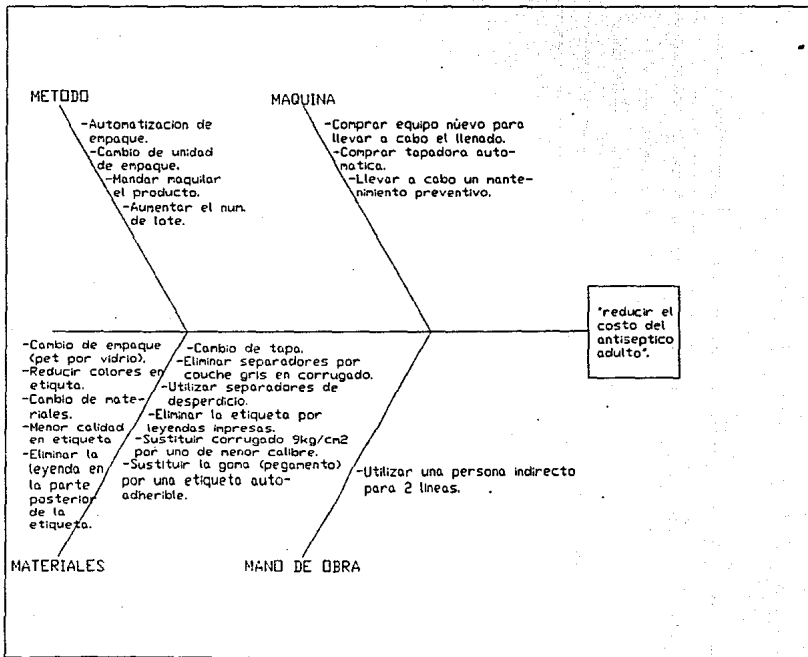 METODO
-Automatizacion de
empaque.
-Cambio de unidad
de empaque.
-Mandar maquilar
el producto.
-Aumentar el num.
de lote.
MAQUINA
-Comprar equipo nuevo para
llevar a cabo el llenado.
-Comprar tapadora auto-
matica.
-Llevar a cabo un mante-
nimiento preventivo.
"reducir el
costo del
antiseptico
adulto".
-Cambio de empaque
(pet por vidrio).
-Reducir colores en
etiquta.
-Cambio de mate-
riales.
-Menor calidad
en etiqueta
-Eliminar la
leyenda en
la parte
posterior
de la
etiqueta.
-Cambio de tapa.
-Eliminar separadores por
couche gris en corrugado.
-Utilizar separadores de
desperdicio.
-Eliminar la etiqueta por
leyendas impresas.
-Sustituir corrugado 9kg/cm2
por uno de menor calibre.
-Sustituir la goma (pegamento)
por una etiqueta auto-
adherible.
MATERIALES
-Utilizar una persona indirecto
para 2 lineas.
MANO DE OBRA